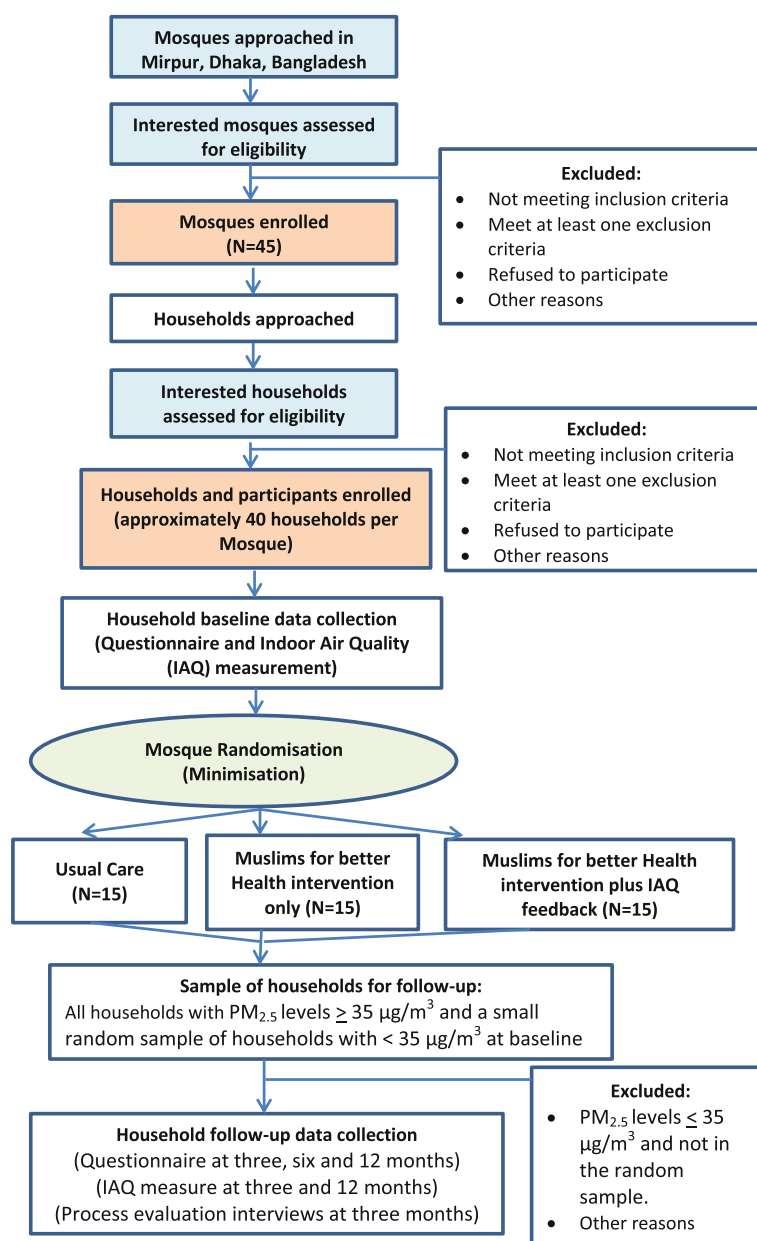 Mosques approached in
Mirpur, Dhaka, Bangladesh
Interested mosques assessed
for eligibility
Excluded:
• Not meeting inclusion criteria
• Meet at least one exclusion
criteria
• Refused to participate
• Other reasons
Mosques enrolled
(N=45)
Households approached
Interested households
assessed for eligibility
Excluded:
• Not meeting inclusion criteria
• Meet at least one exclusion
criteria
• Refused to participate
• Other reasons
Households and participants enrolled
(approximately 40 households per
Mosque)
Household baseline data collection
(Questionnaire and Indoor Air Quality
(IAQ) measurement)
Mosque Randomisation
(Minimisation)
Usual Care
(N=15)
Muslims for better
Health intervention
only (N=15)
Muslims for better Health
intervention plus IAQ
feedback (N=15)
Sample of households for follow-up:
All households with PM2.5 levels ≥ 35 µg/m³ and a small
random sample of households with < 35 µg/m³ at baseline
Excluded:
• PM2.5 levels ≤ 35
µg/m³ and not in
the random
sample.
• Other reasons
Household follow-up data collection
(Questionnaire at three, six and 12 months)
(IAQ measure at three and 12 months)
(Process evaluation interviews at three months)